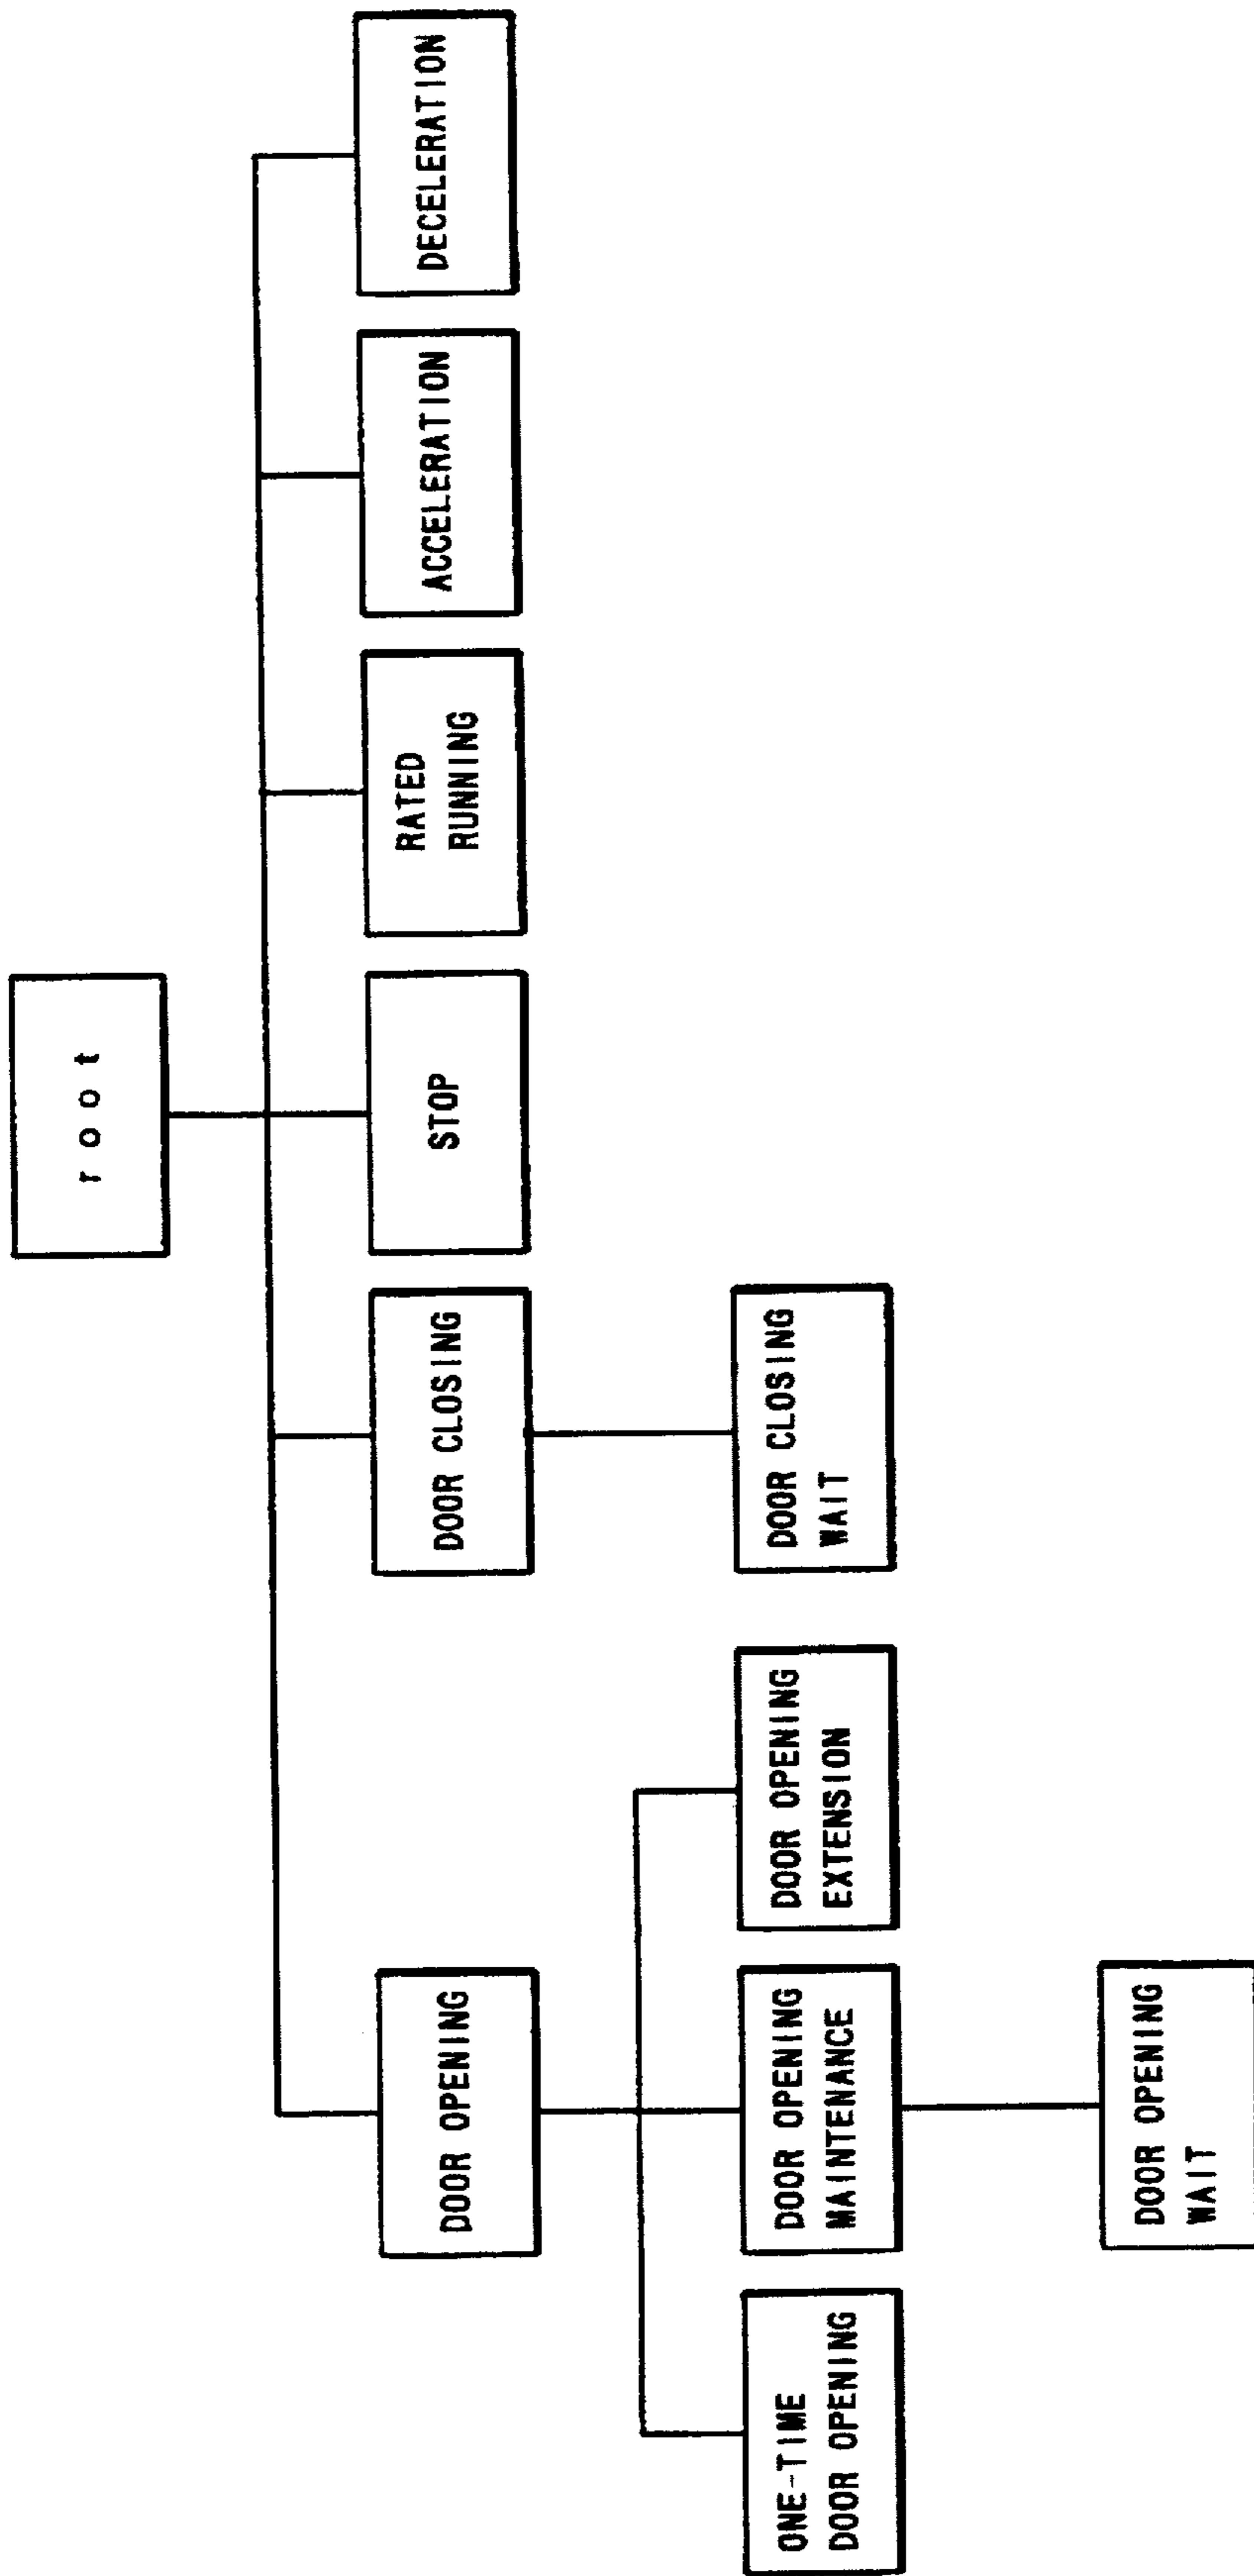 root
DOOR OPENING
DOOR CLOSING
STOP
RATED
RUNNING
ACCELERATION
DECELERATION
ONE-TIME
DOOR OPENING
DOOR OPENING
MAINTENANCE
DOOR OPENING
EXTENSION
DOOR CLOSING
WAIT
DOOR OPENING
WAIT